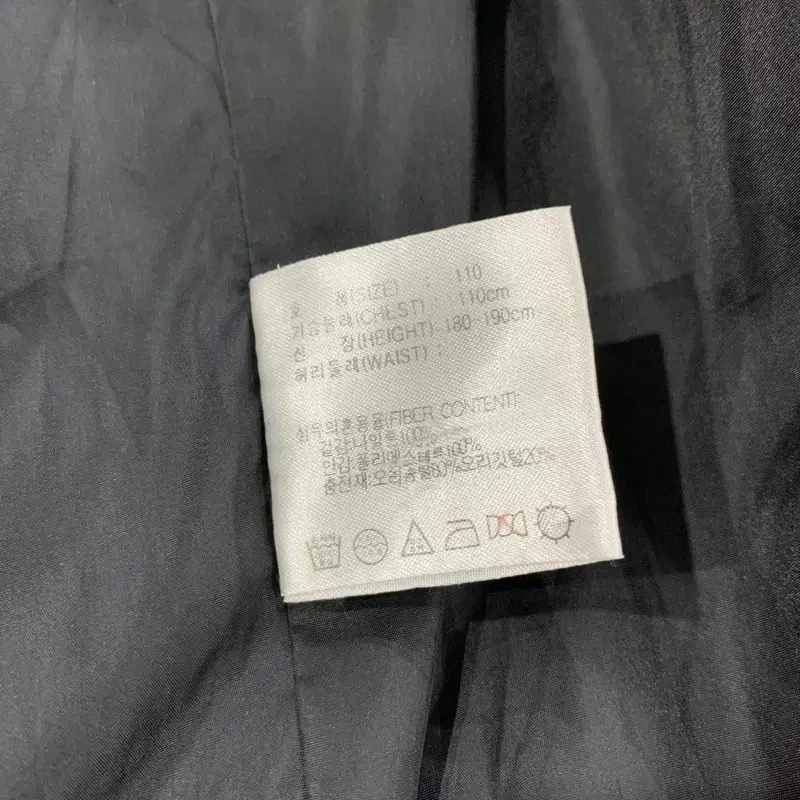 호 칭(SIZE) : 110
가슴둘레(CHEST) : 110cm
신 장(HEIGHT): 180-190cm
허리둘레(WAIST) :
섬유의혼용율(FIBER CONTENT):
겉감:나일론100%
안감:폴리에스테르100%
충전재:오리솜털80%오리깃털20%